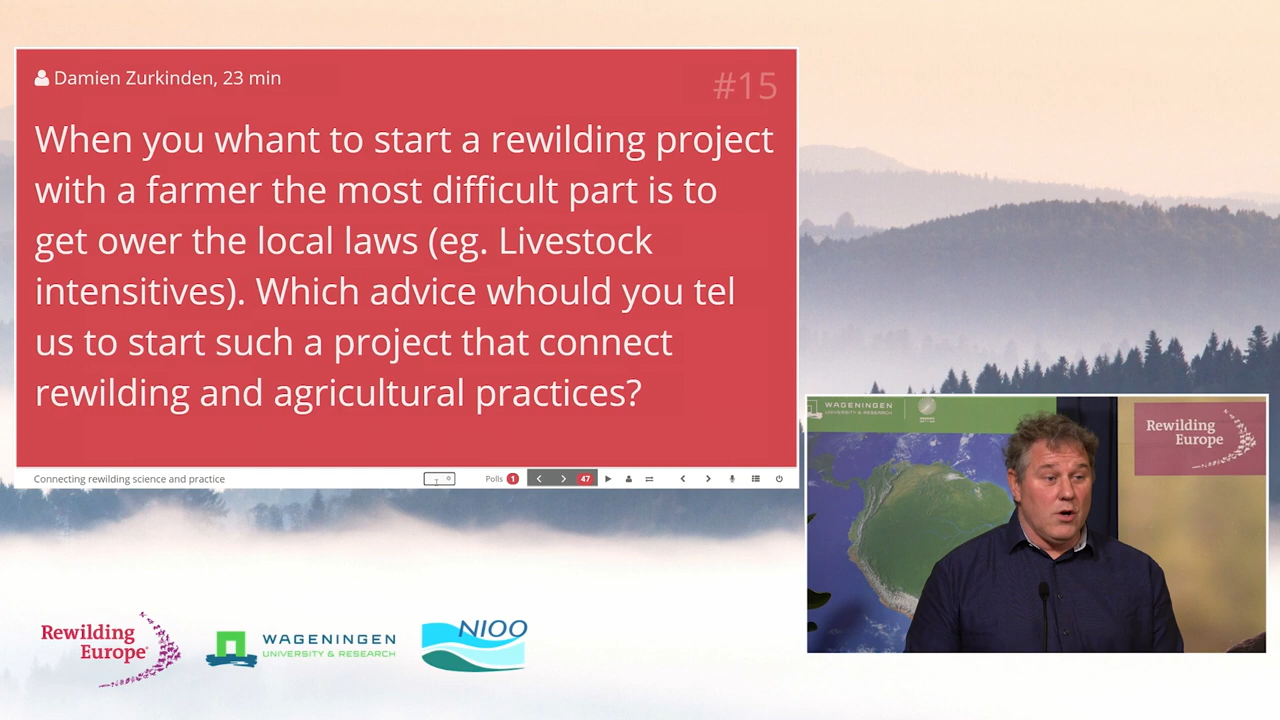 Damien Zurkinden, 23 min
#15
When you whant to start a rewilding project
with a farmer the most difficult part is to
get ower the local laws (eg. Livestock
intensitives). Which advice whould you tel
us to start such a project that connect
rewilding and agricultural practices?
Connecting rewilding science and practice
Polls 1
47
WAGENINGEN
UNIVERSITY & RESEARCH
Rewilding
Europe
Rewilding
Europe
WAGENINGEN
UNIVERSITY & RESEARCH
NIOO